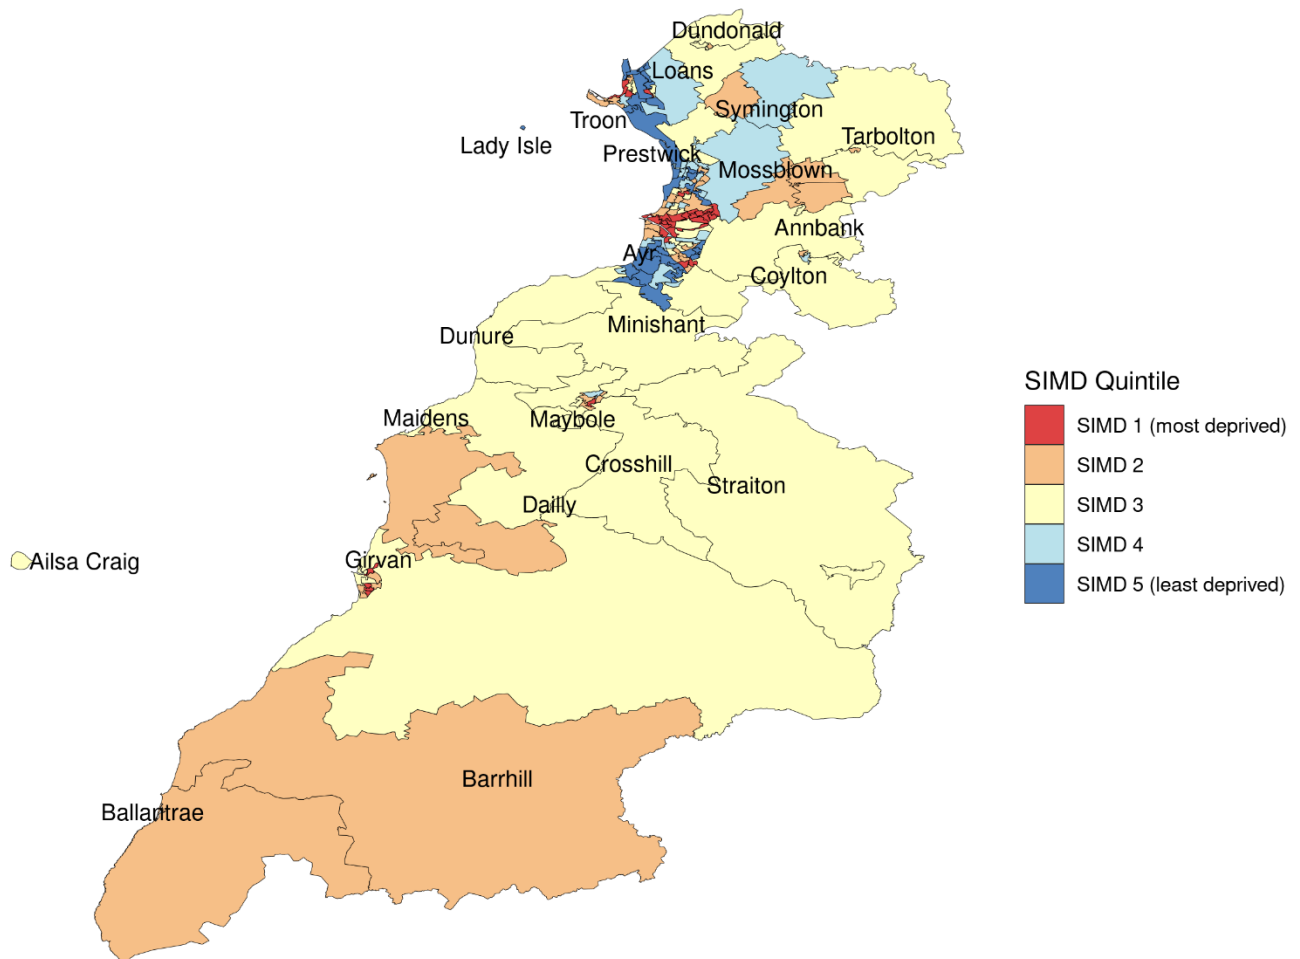 Dundonald
Loans
Symington
Troon
Tarbolton
Lady Isle
Prestwick
Mossblown
Annbank
Ayr
Coylton
Minishant
Dunure
SIMD Quintile
Maidens
Maybole
SIMD 1 (most deprived)
Crosshill
SIMD 2
Straiton
Dailly
SIMD 3
SIMD 4
Girvan
Ailsa Craig
SIMD 5 (least deprived)
Barrhill
Ballantrae